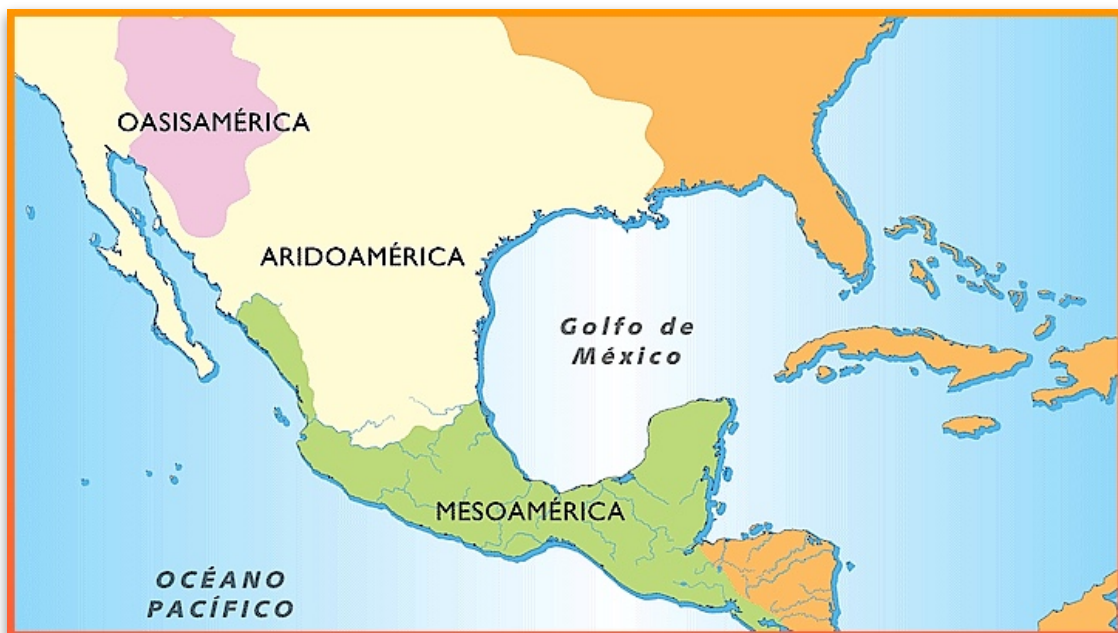 OASISAMÉRICA
ARIDOAMÉRICA
Golfo de
México
MESOAMÉRICA
OCÉANO
PACÍFICO